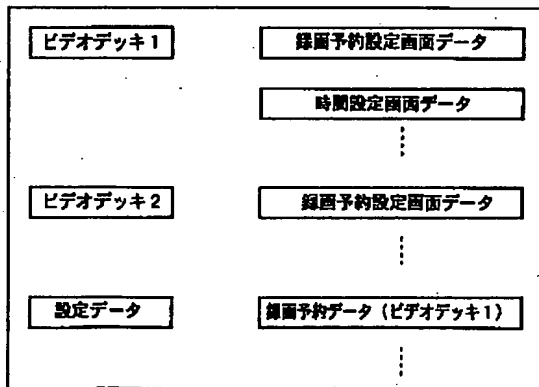 ビデオデッキ1
録画予約設定画面データ
時間設定画面データ
ビデオデッキ2
録画予約設定画面データ
設定データ
録画予約データ（ビデオデッキ1）